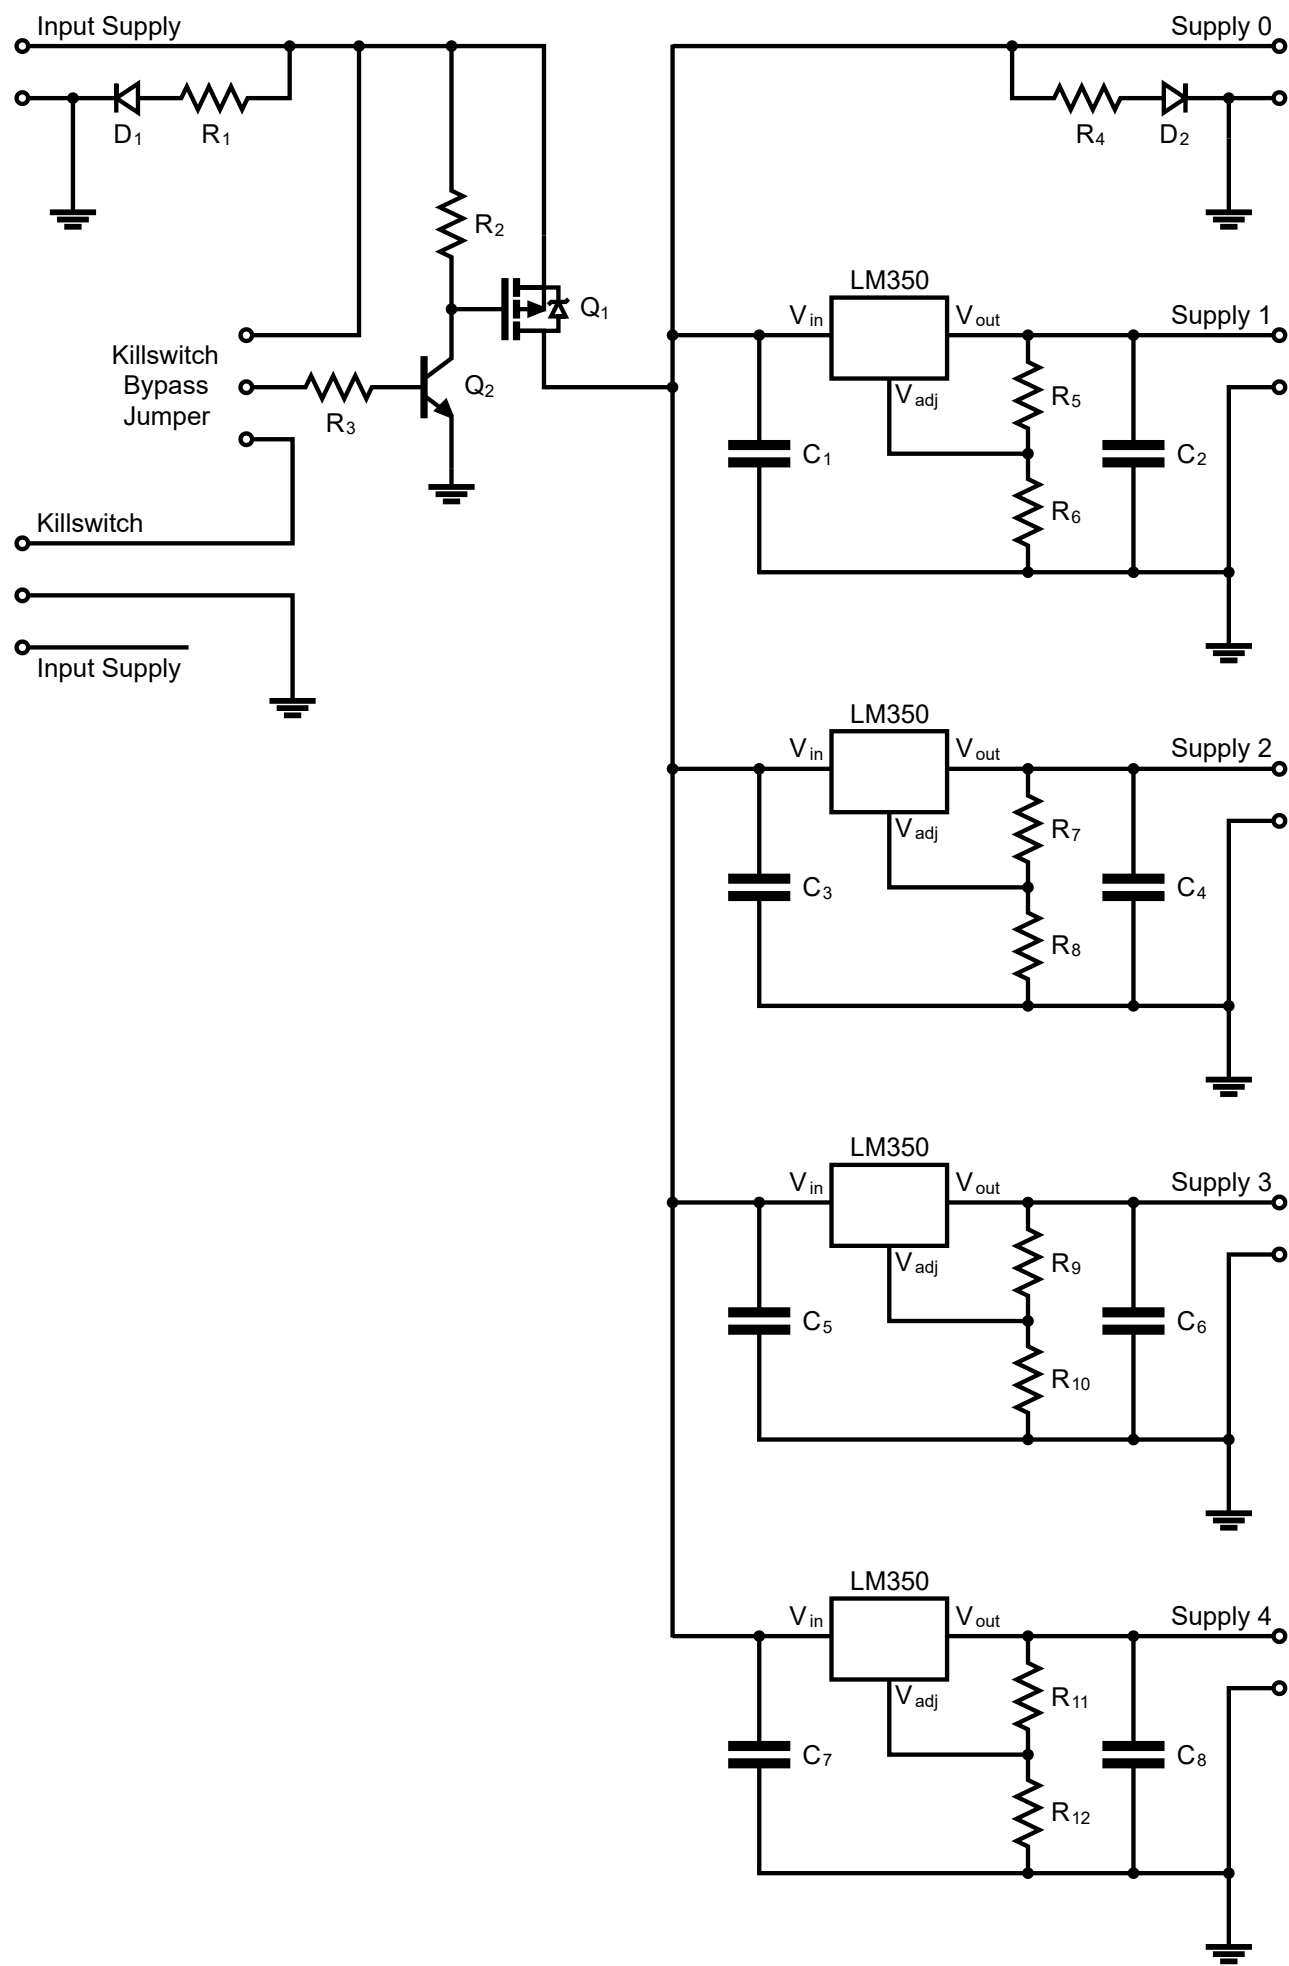 Input Supply
Supply 0
D1
R1
R4
D2
R2
LM350
Vin
Vout
Supply 1
Q1
Killswitch
Bypass
Jumper
R3
Q2
Vadj
R5
C1
C2
R6
Killswitch
Input Supply
LM350
Vin
Vout
Supply 2
Vadj
R7
C3
C4
R8
LM350
Vin
Vout
Supply 3
Vadj
R9
C5
C6
R10
LM350
Vin
Vout
Supply 4
Vadj
R11
C7
C8
R12